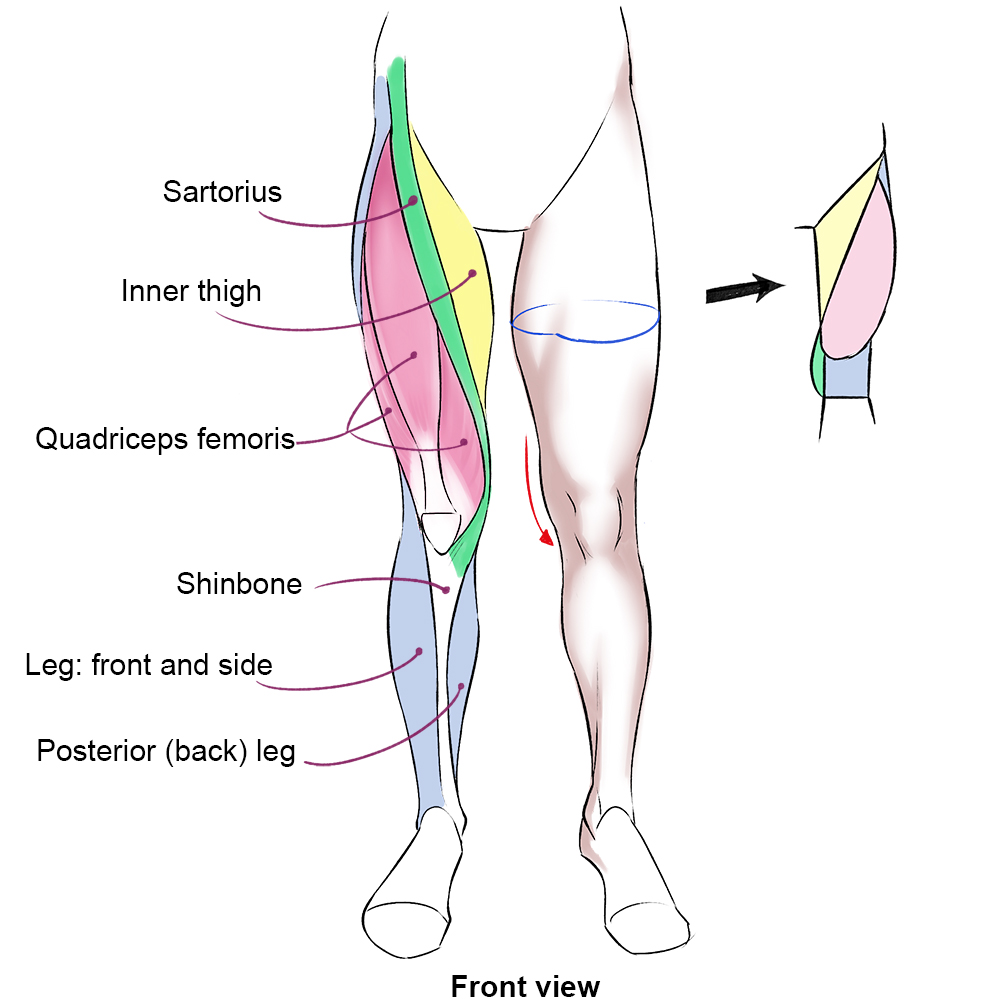 Sartorius
Inner thigh
Quadriceps femoris
Shinbone
Leg: front and side
Posterior (back) leg
Front view